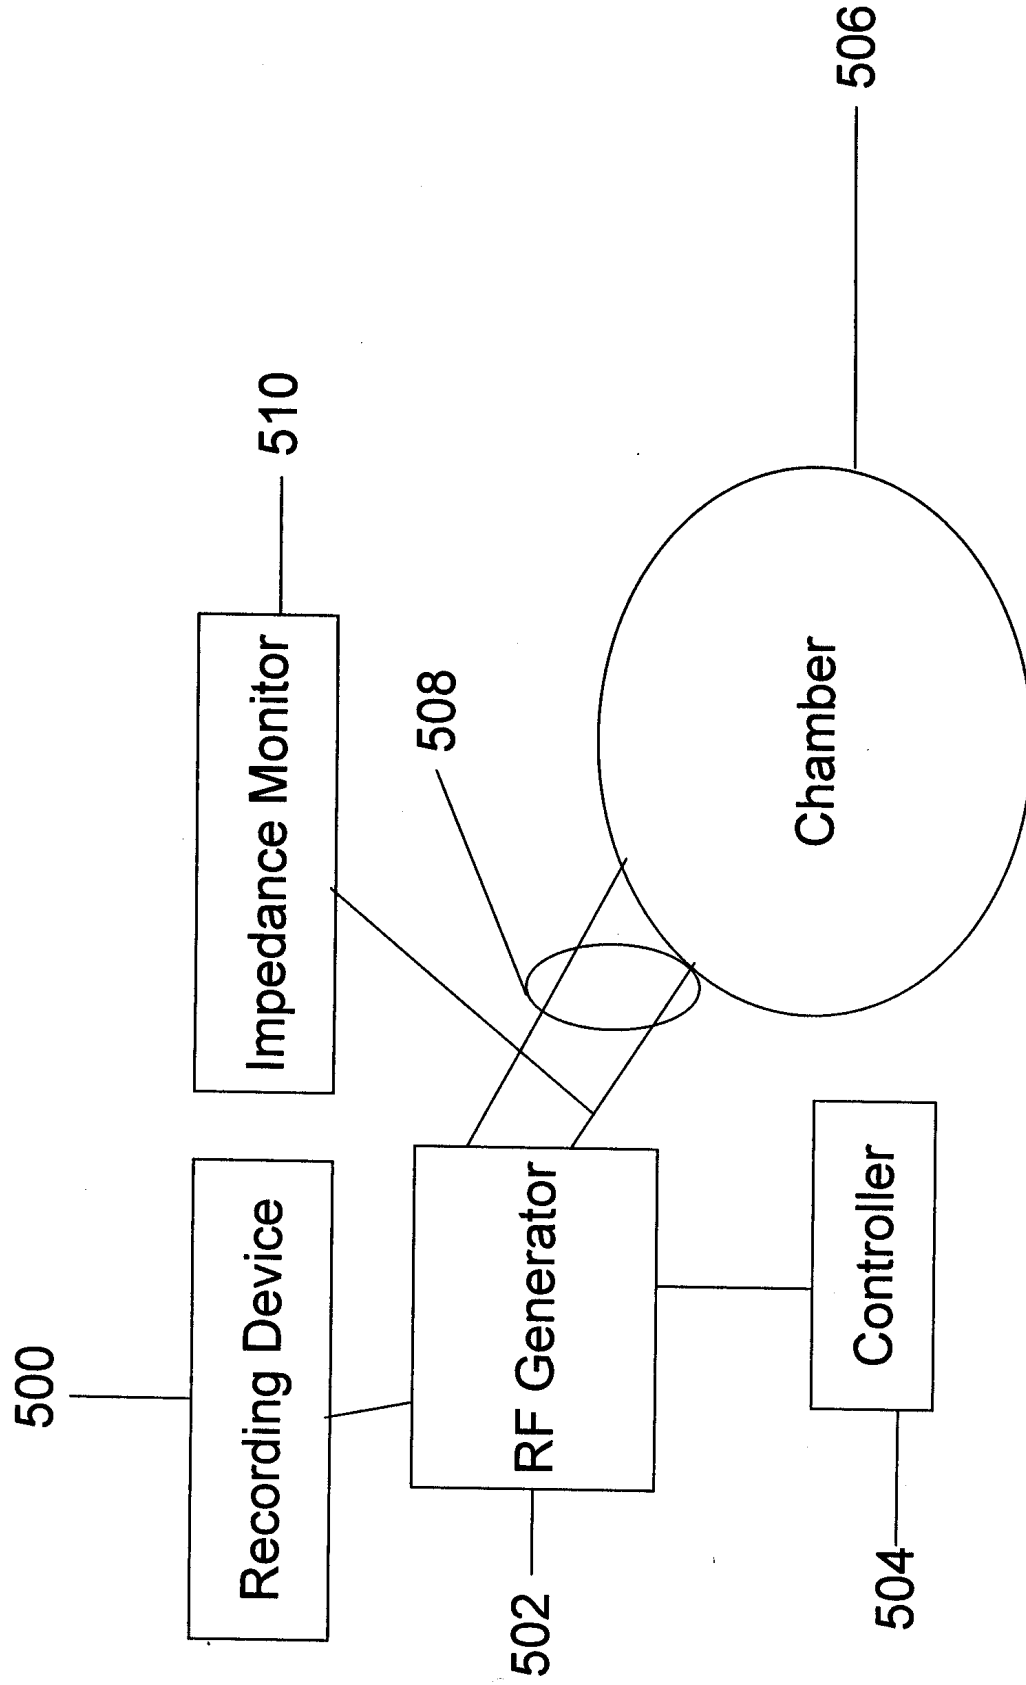 500
Recording Device
Impedance Monitor
510
508
502
RF Generator
504
Controller
Chamber
506